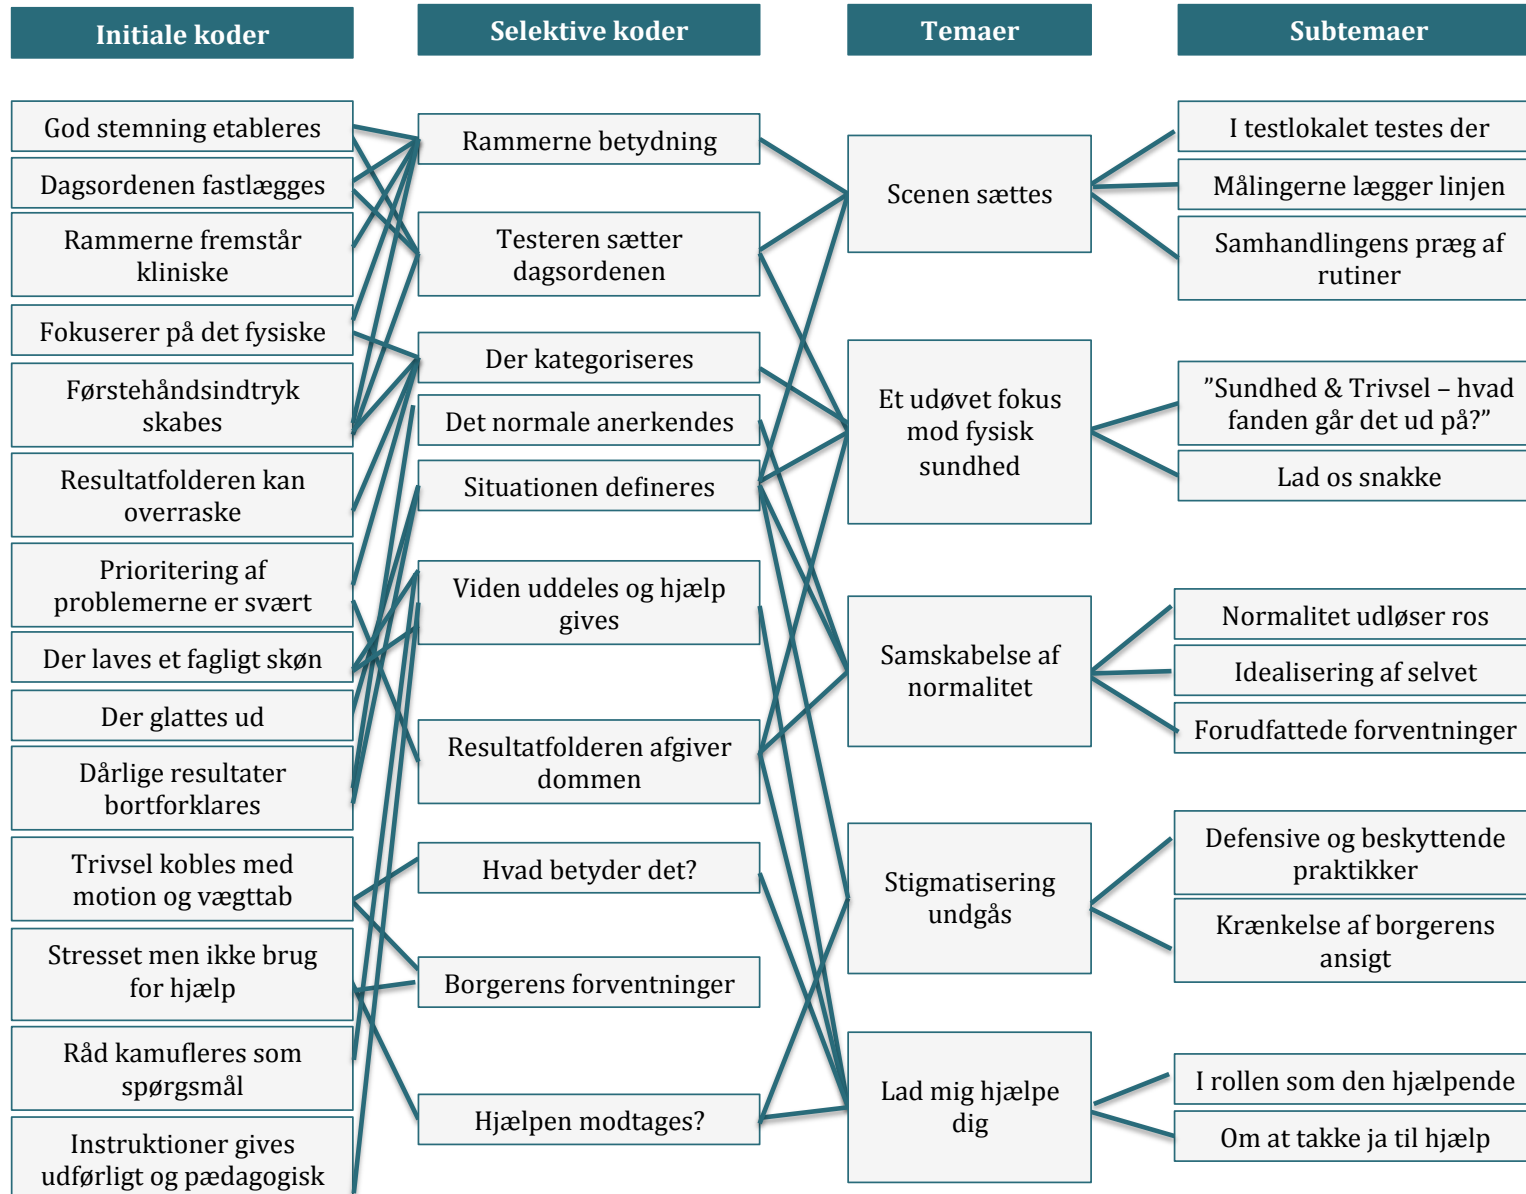 Initiale koder
God stemning etableres
Dagsordenen fastlægges
Rammerne fremstår
kliniske
Fokuserer på det fysiske
Førstehåndsindtryk
skabes
Resultatfolderen kan
overraske
Prioritering af
problemerne er svært
Der laves et fagligt skøn
Der glattes ud
Dårlige resultater
bortforklares
Trivsel kobles med
motion og vægttab
Stresset men ikke brug
for hjælp
Råd kamufleres som
spørgsmål
Instruktioner gives
udførligt og pædagogisk
Selektive koder
Rammerne betydning
Testeren sætter
dagsordenen
Der kategoriseres
Det normale anerkendes
Situationen defineres
Viden uddeles og hjælp
gives
Resultatfolderen afgiver
dommen
Hvad betyder det?
Borgerens forventninger
Hjælpen modtages?
Temaer
Scenen sættes
Et udøvet fokus
mod fysisk
sundhed
Samskabelse af
normalitet
Stigmatisering
undgås
Lad mig hjælpe
dig
Subtemaer
I testlokalet testes der
Målingerne lægger linjen
Samhandlingens præg af
rutiner
”Sundhed & Trivsel – hvad
fanden går det ud på?”
Lad os snakke
Normalitet udløser ros
Idealisering af selvet
Forudfattede forventninger
Defensive og beskyttende
praktikker
Krænkelse af borgerens
ansigt
I rollen som den hjælpende
Om at takke ja til hjælp